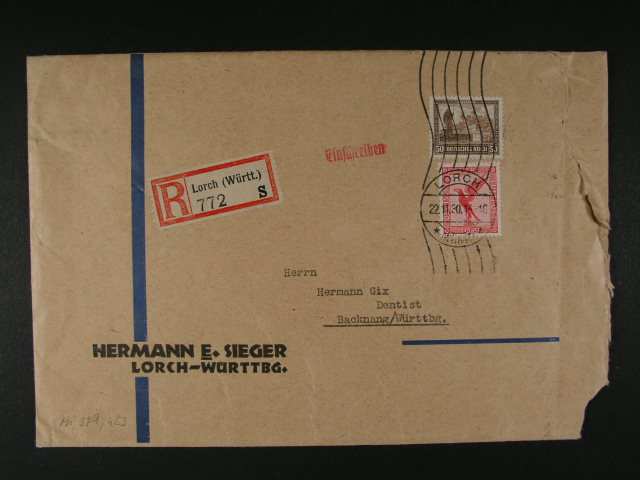 Einschreiben
R
Lorch (Württ.)
772 S
50 DEUTSCHES REICH
LORCH
22.11.30.
Herrn
Hermann Gix
Dentist
Backnang/Württbg.
HERMANN E. SIEGER
LORCH-WÜRTTBG.